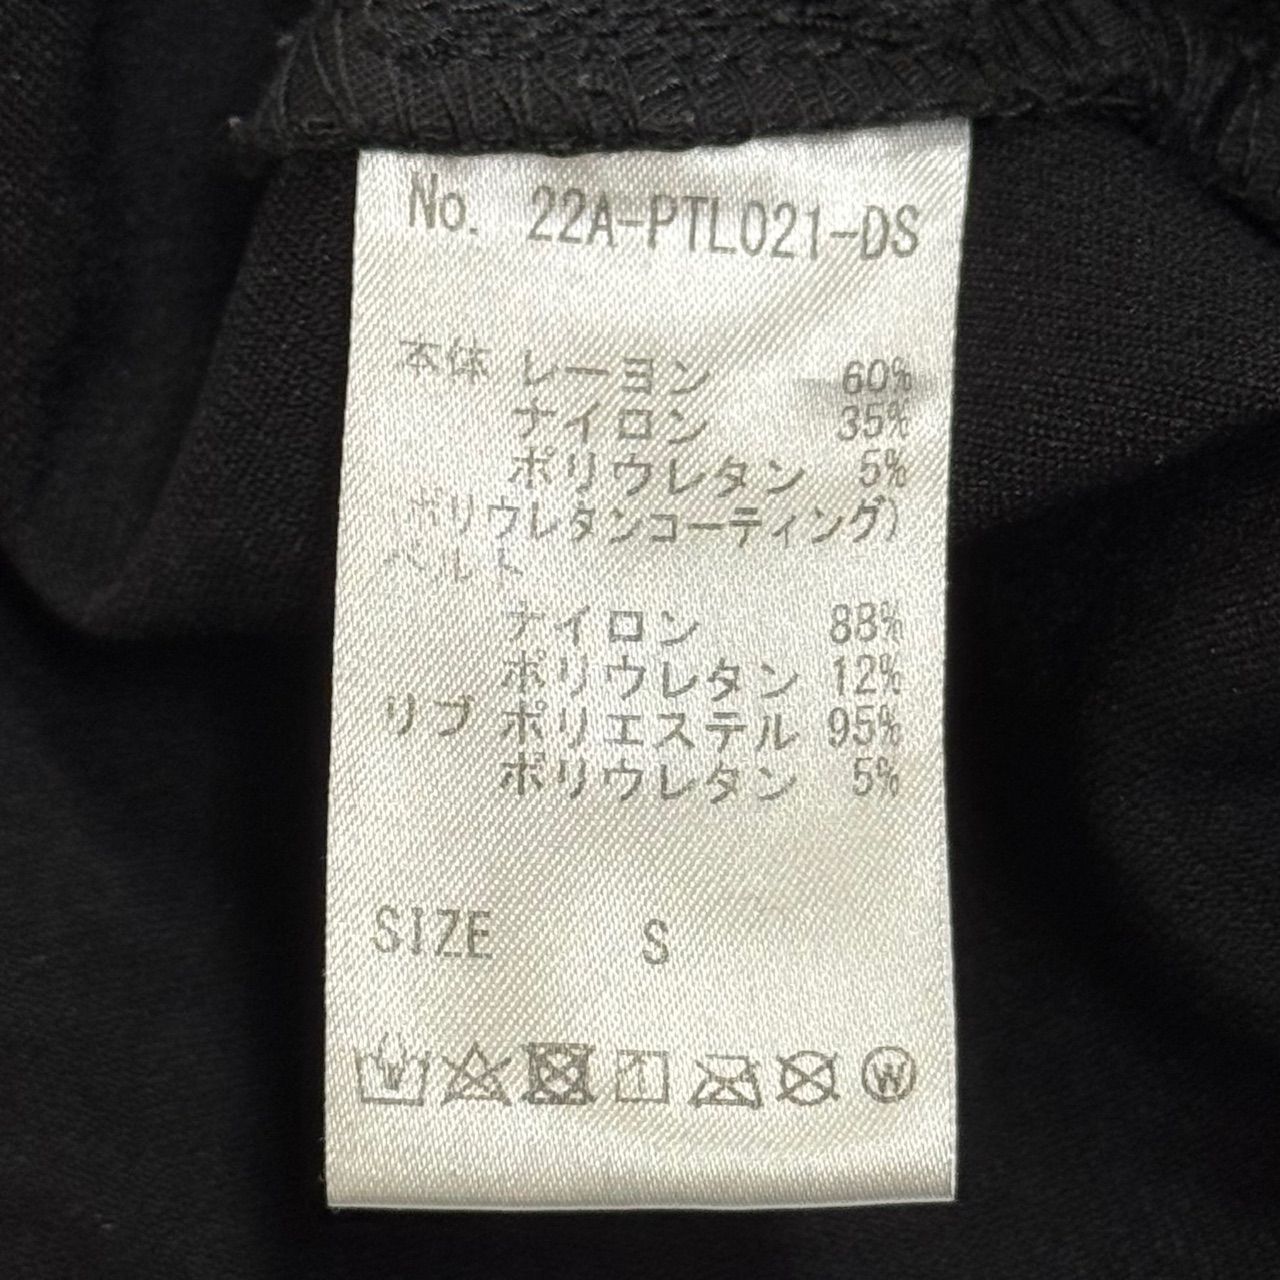 No. 22A-PTL021-DS
本体 レーヨン 60%
ナイロン 35%
ポリウレタン 5%
(ポリウレタンコーティング)
ベルト
ナイロン 88%
ポリウレタン 12%
リブ ポリエステル 95%
ポリウレタン 5%
SIZE S
W